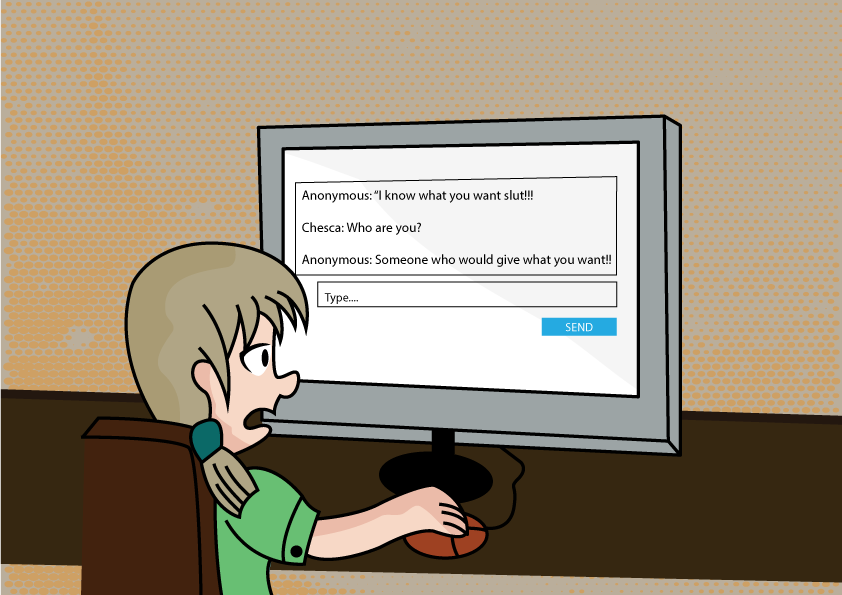 Anonymous: “I know what you want slut!!!
Chesca: Who are you?
Anonymous: Someone who would give what you want!!
Type....
SEND